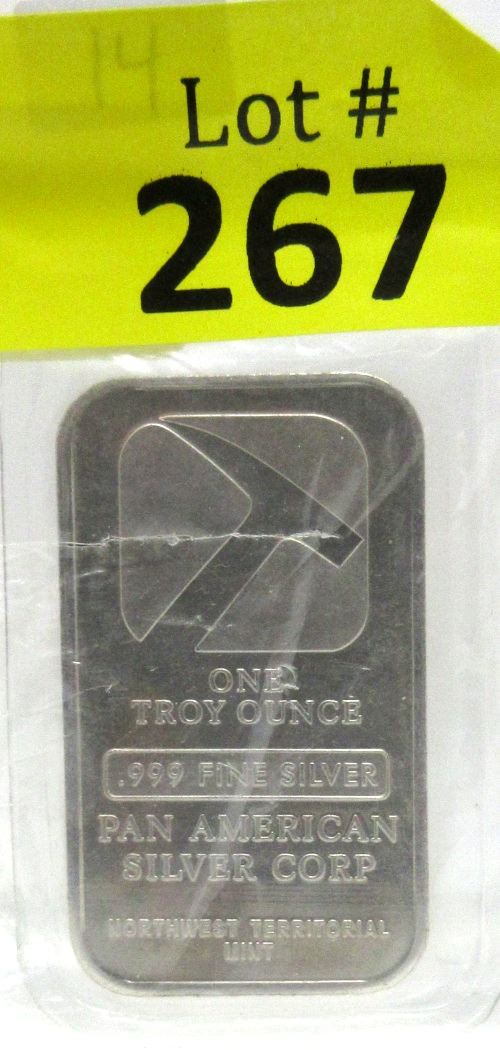 14
Lot #
267
ONE
TROY OUNCE
.999 FINE SILVER
PAN AMERICAN
SILVER CORP
NORTHWEST TERRITORIAL
MINT